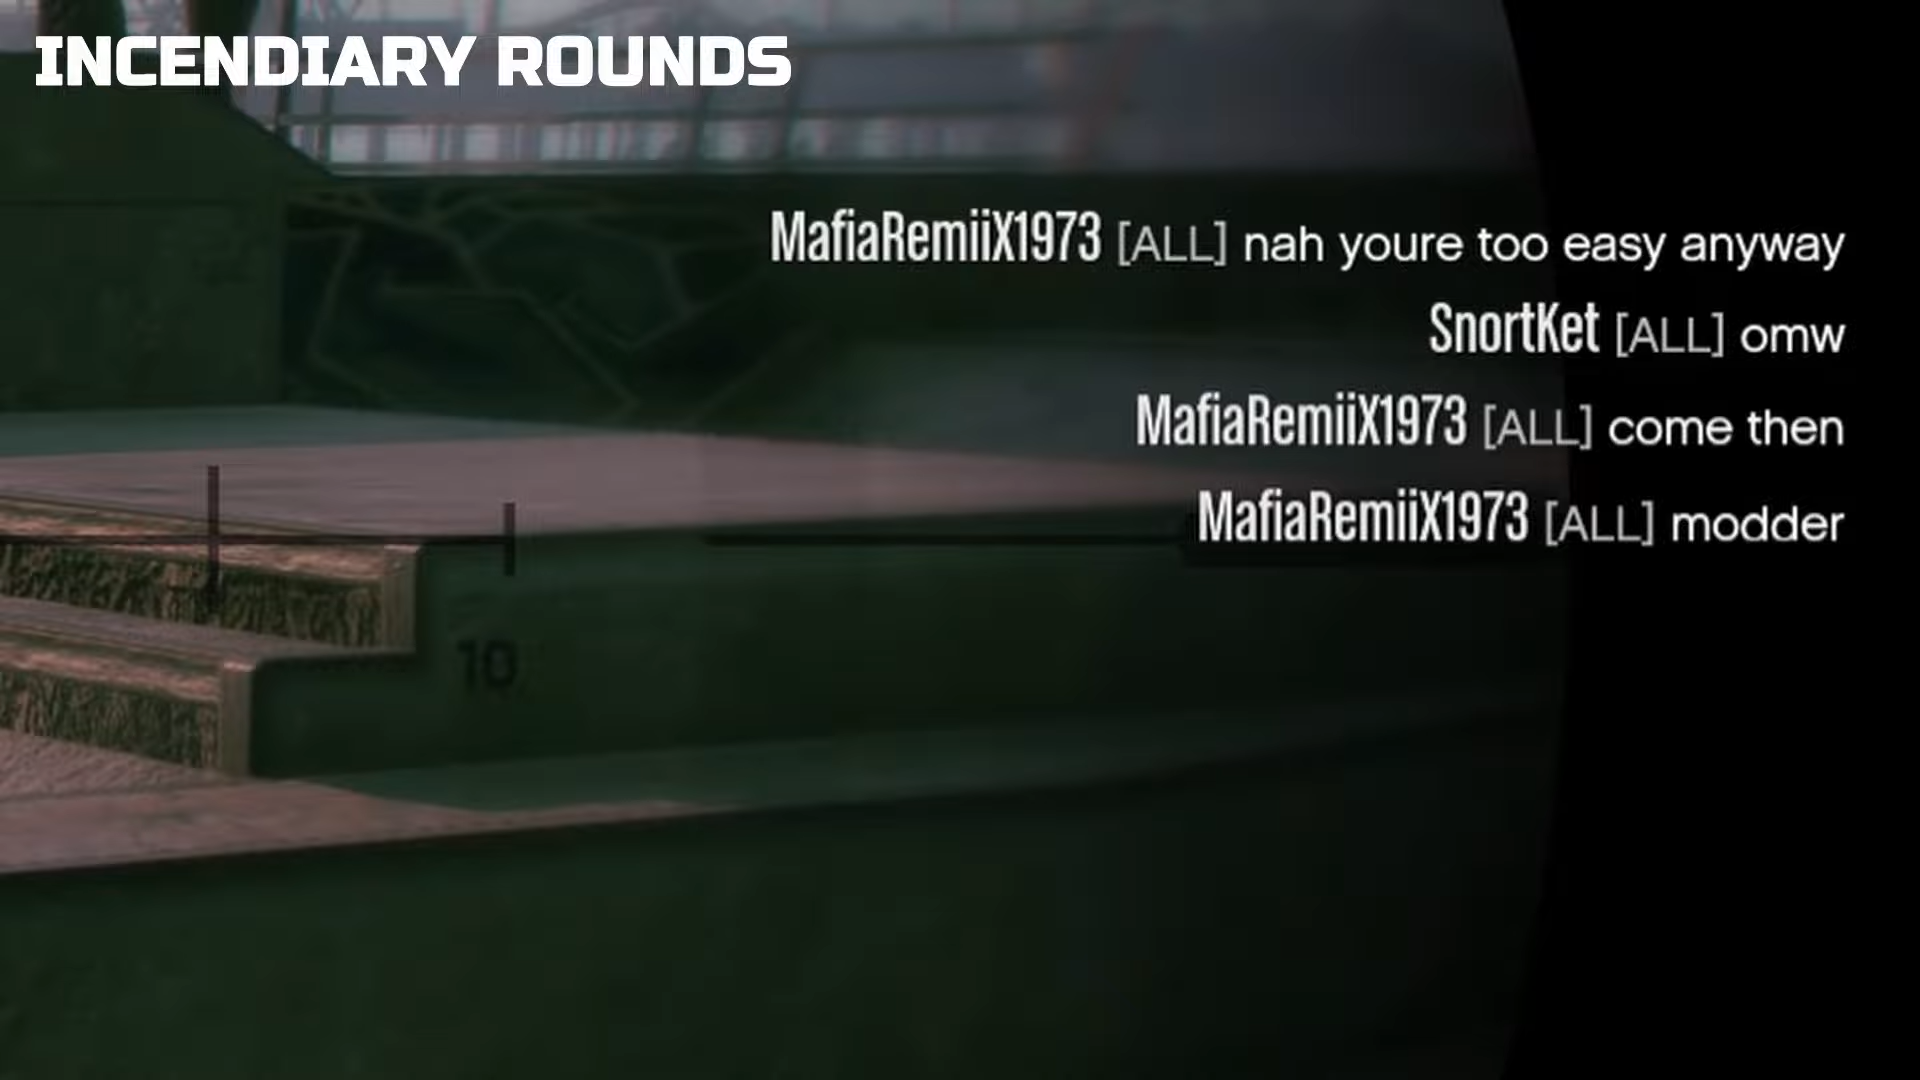 INCENDIARY ROUNDS
MafiaRemiiX1973 [ALL] nah youre too easy anyway
SnortKet [ALL] omw
MafiaRemiiX1973 [ALL] come then
MafiaRemiiX1973 [ALL] modder
10